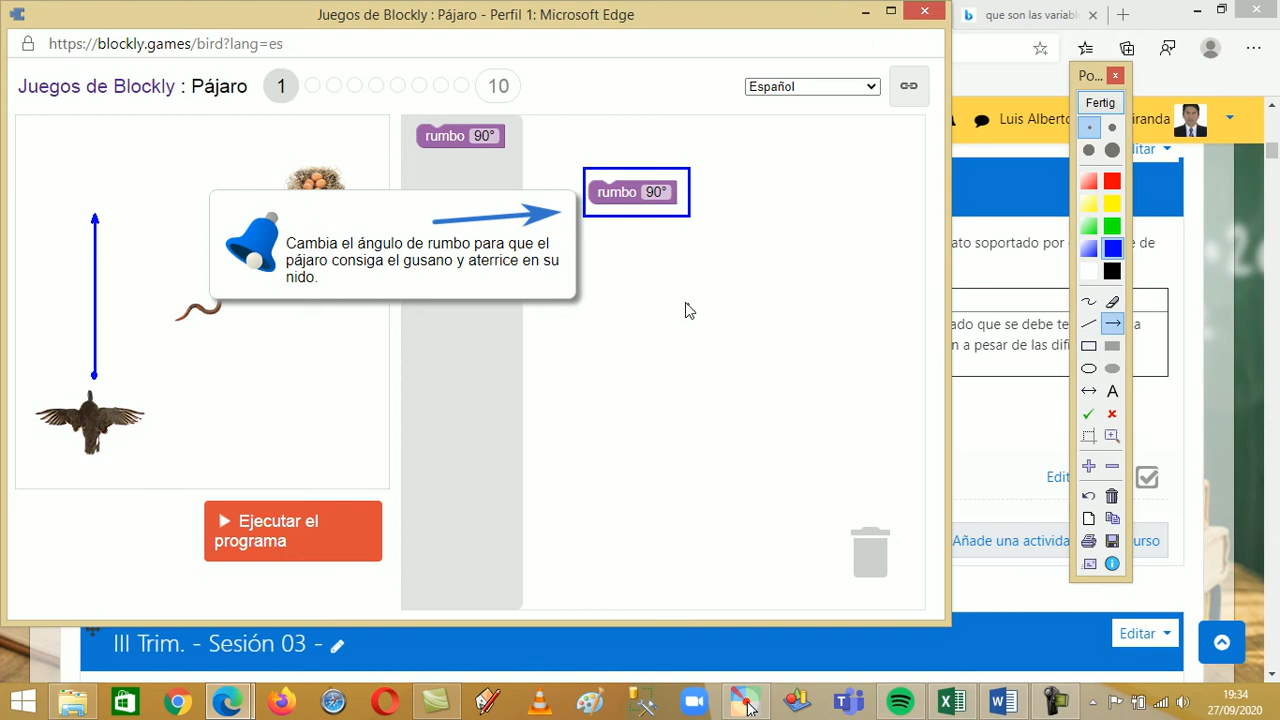 Juegos de Blockly : Pájaro - Perfil 1: Microsoft Edge
que son las variabl
https://blockly.games/bird?lang=es
Juegos de Blockly : Pájaro
1
10
Español
Po...
Fertig
Luis Alberto
randa
itar
rumbo 90°
rumbo 90°
Cambia el ángulo de rumbo para que el
pájaro consiga el gusano y aterrice en su
nido.
ato soportado por
e de
ado que se debe te
a
n a pesar de las difi
A
Edit
Ejecutar el
programa
Añade una activida
urso
III Trim. - Sesión 03 -
Editar
19:34
27/09/2020